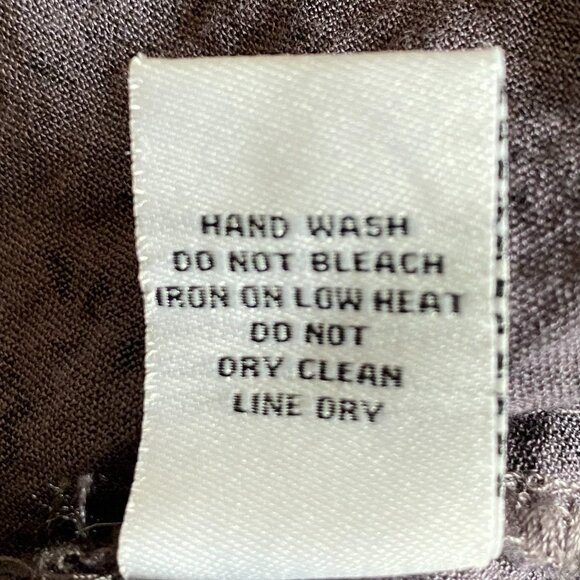 HAND WASH
DO NOT BLEACH
IRON ON LOW HEAT
DO NOT
DRY CLEAN
LINE DRY